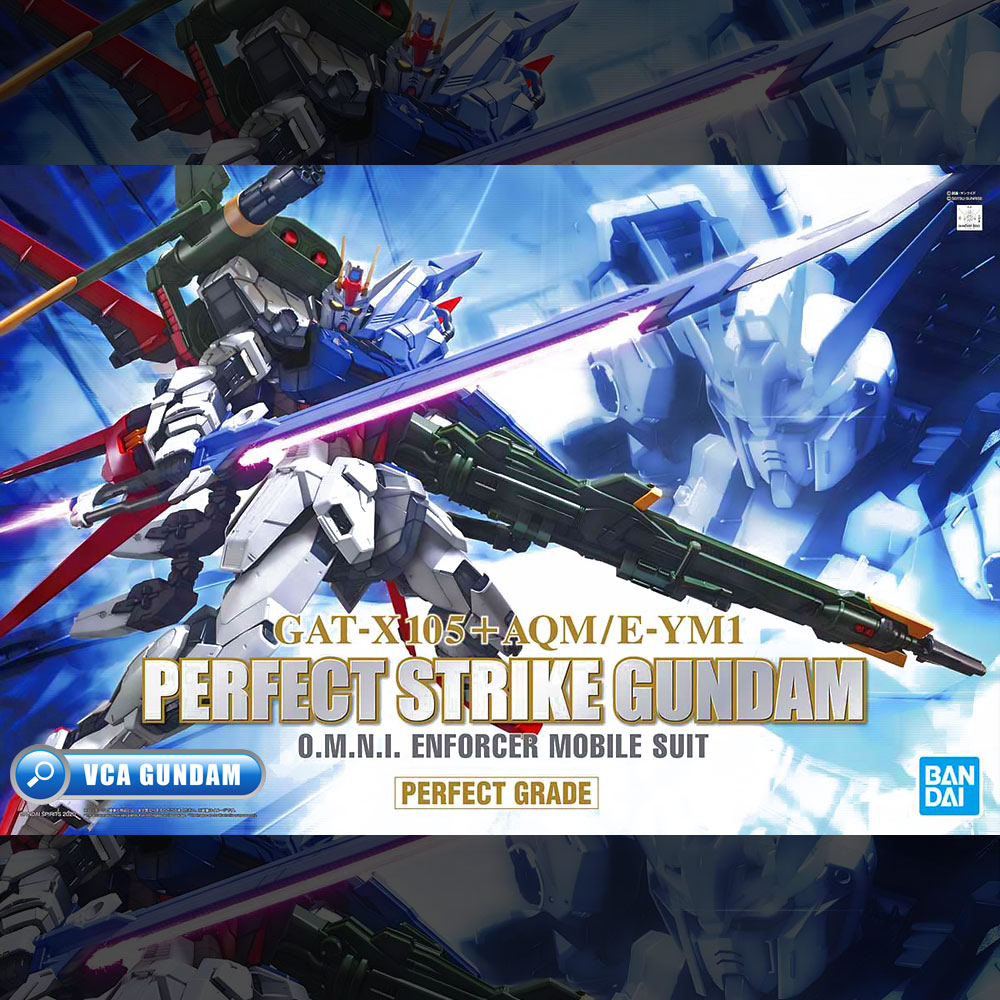 GAT-X105+AQM/E-YM1
PERFECT STRIKE GUNDAM
O.M.N.I. ENFORCER MOBILE SUIT
PERFECT GRADE
VCA GUNDAM
BAN
DAI